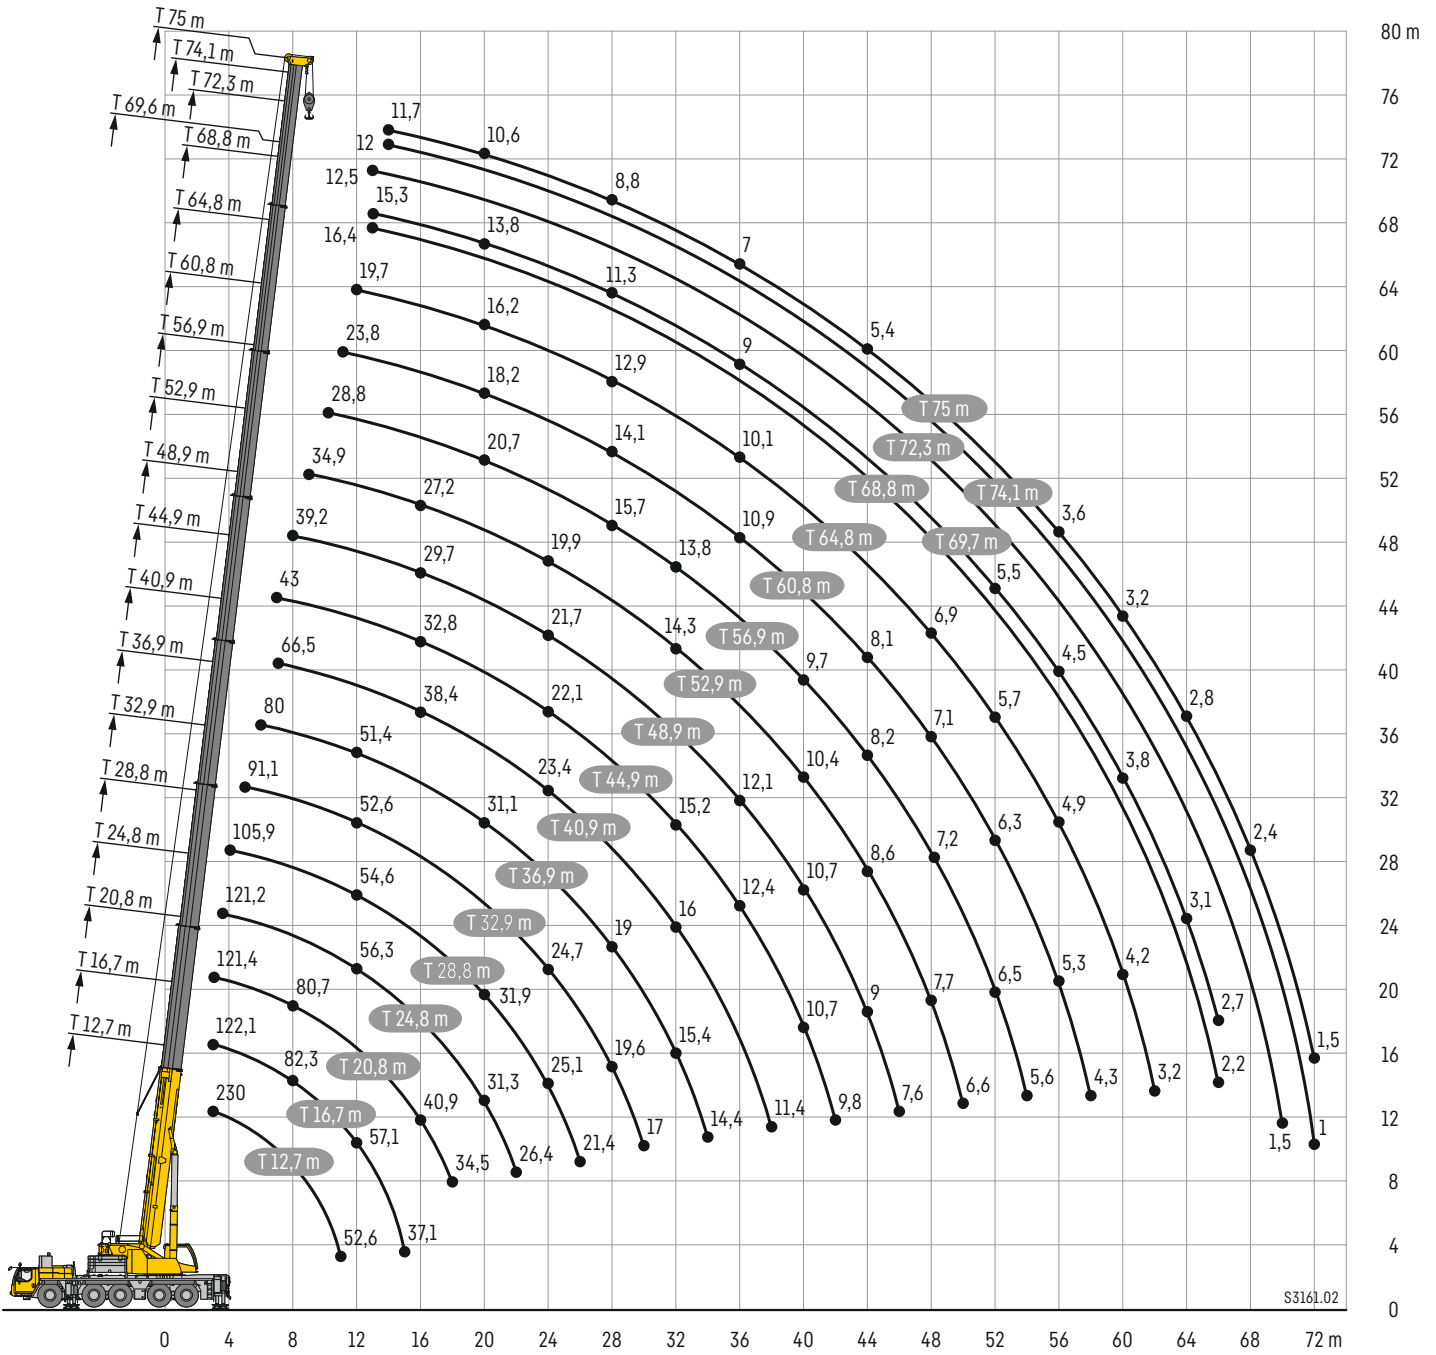 T 75 m
T 74,1 m
T 72,3 m
T 69,6 m
T 68,8 m
T 64,8 m
T 60,8 m
T 56,9 m
T 52,9 m
T 48,9 m
T 44,9 m
T 40,9 m
T 36,9 m
T 32,9 m
T 28,8 m
T 24,8 m
T 20,8 m
T 16,7 m
T 12,7 m
11,7 10,6 8,8 7 5,4 3,6 3,2 2,8 2,4 1,5
12 1
12,5 1,5
15,3 13,8 11,3 9 5,5 4,5 3,8 3,1 2,7
16,4 2,2
19,7 16,2 12,9 10,1 6,9 5,7 4,9 4,2 3,2
23,8 18,2 14,1 10,9 8,1 7,1 6,3 5,3 4,3
28,8 20,7 15,7 13,8 9,7 8,2 7,2 6,5 5,6
34,9 27,2 19,9 14,3 10,4 8,6 7,7 6,6
39,2 29,7 21,7 12,1 10,7 9 7,6
43 32,8 22,1 15,2 12,4 10,7 9,8
66,5 38,4 23,4 16 11,4
80 51,4 31,1 19 15,4 14,4
91,1 52,6 24,7 19,6 17
105,9 54,6 31,9 25,1 21,4
121,2 56,3 31,3 26,4
121,4 80,7 40,9 34,5
122,1 82,3 57,1 37,1
230 52,6
T 75 m
T 72,3 m
T 68,8 m
T 74,1 m
T 64,8 m
T 69,7 m
T 60,8 m
T 56,9 m
T 52,9 m
T 48,9 m
T 44,9 m
T 40,9 m
T 36,9 m
T 32,9 m
T 28,8 m
T 24,8 m
T 20,8 m
T 16,7 m
T 12,7 m
80 m
76
72
68
64
60
56
52
48
44
40
36
32
28
24
20
16
12
8
4
0
S3161.02
0 4 8 12 16 20 24 28 32 36 40 44 48 52 56 60 64 68 72 m